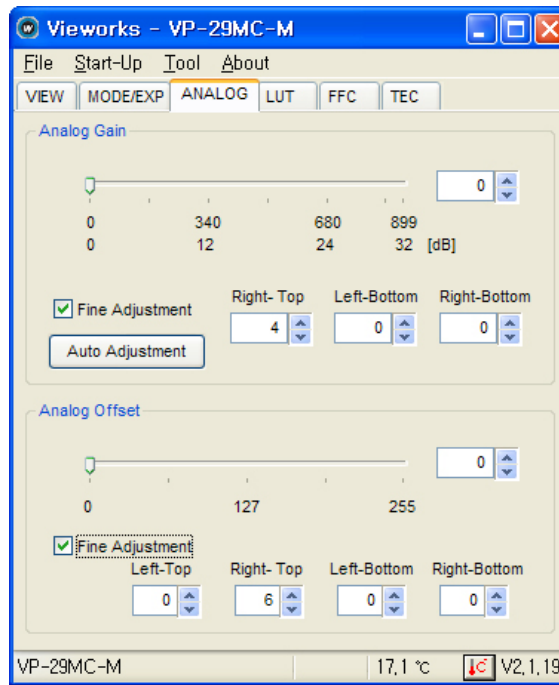 Vieworks - VP-29MC-M
File Start-Up Tool About
VIEW MODE/EXP ANALOG LUT FFC TEC
Analog Gain
0
0 340 680 899
0 12 24 32 [dB]
Fine Adjustment
Right- Top Left-Bottom Right-Bottom
4 0 0
Auto Adjustment
Analog Offset
0
0 127 255
Fine Adjustment
Left-Top Right- Top Left-Bottom Right-Bottom
0 6 0 0
VP-29MC-M 17,1 ℃ V2,1,19